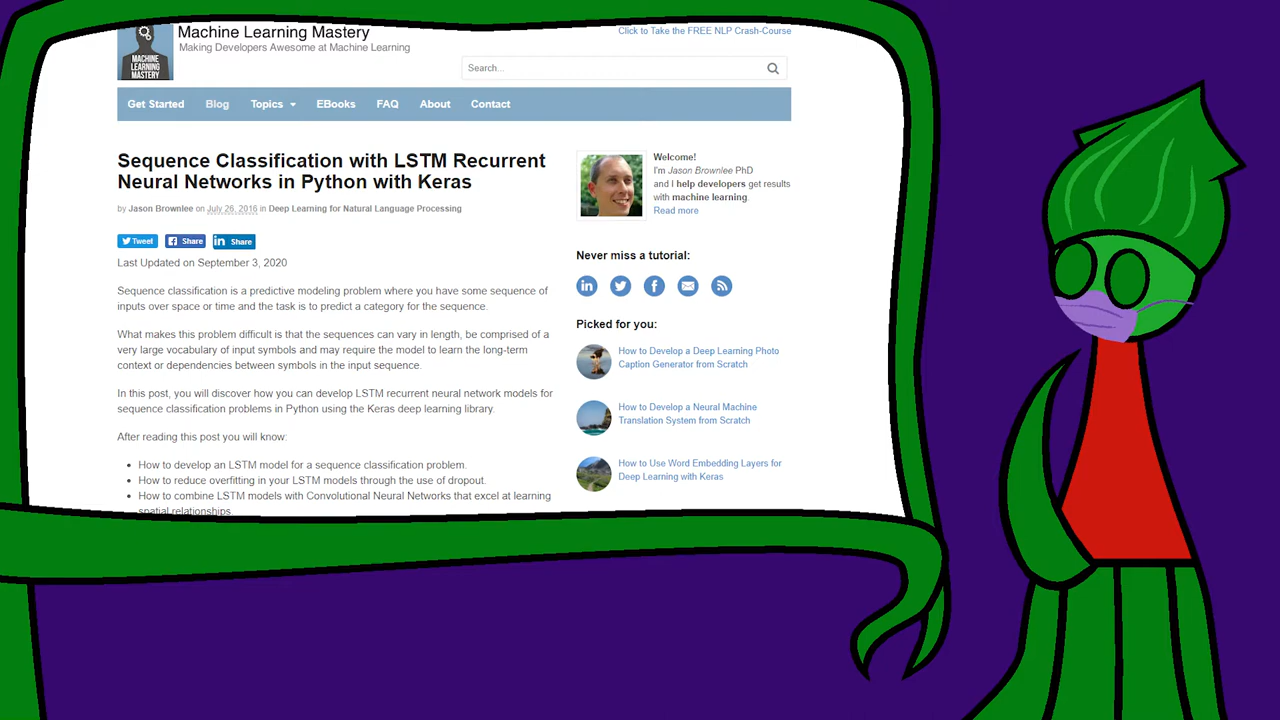 Machine Learning Mastery
Making Developers Awesome at Machine Learning
MACHINE
LEARNING
MASTERY
Click to Take the FREE NLP Crash-Course
Search...
Get Started Blog Topics EBooks FAQ About Contact
Sequence Classification with LSTM Recurrent
Neural Networks in Python with Keras
by Jason Brownlee on July 26, 2016 in Deep Learning for Natural Language Processing
Tweet Share Share
Last Updated on September 3, 2020
Sequence classification is a predictive modeling problem where you have some sequence of
inputs over space or time and the task is to predict a category for the sequence.
What makes this problem difficult is that the sequences can vary in length, be comprised of a
very large vocabulary of input symbols and may require the model to learn the long-term
context or dependencies between symbols in the input sequence.
In this post, you will discover how you can develop LSTM recurrent neural network models for
sequence classification problems in Python using the Keras deep learning library.
After reading this post you will know:
• How to develop an LSTM model for a sequence classification problem.
• How to reduce overfitting in your LSTM models through the use of dropout.
• How to combine LSTM models with Convolutional Neural Networks that excel at learning
spatial relationships.
Welcome!
I'm Jason Brownlee PhD
and I help developers get results
with machine learning.
Read more
Never miss a tutorial:
Picked for you:
How to Develop a Deep Learning Photo
Caption Generator from Scratch
How to Develop a Neural Machine
Translation System from Scratch
How to Use Word Embedding Layers for
Deep Learning with Keras